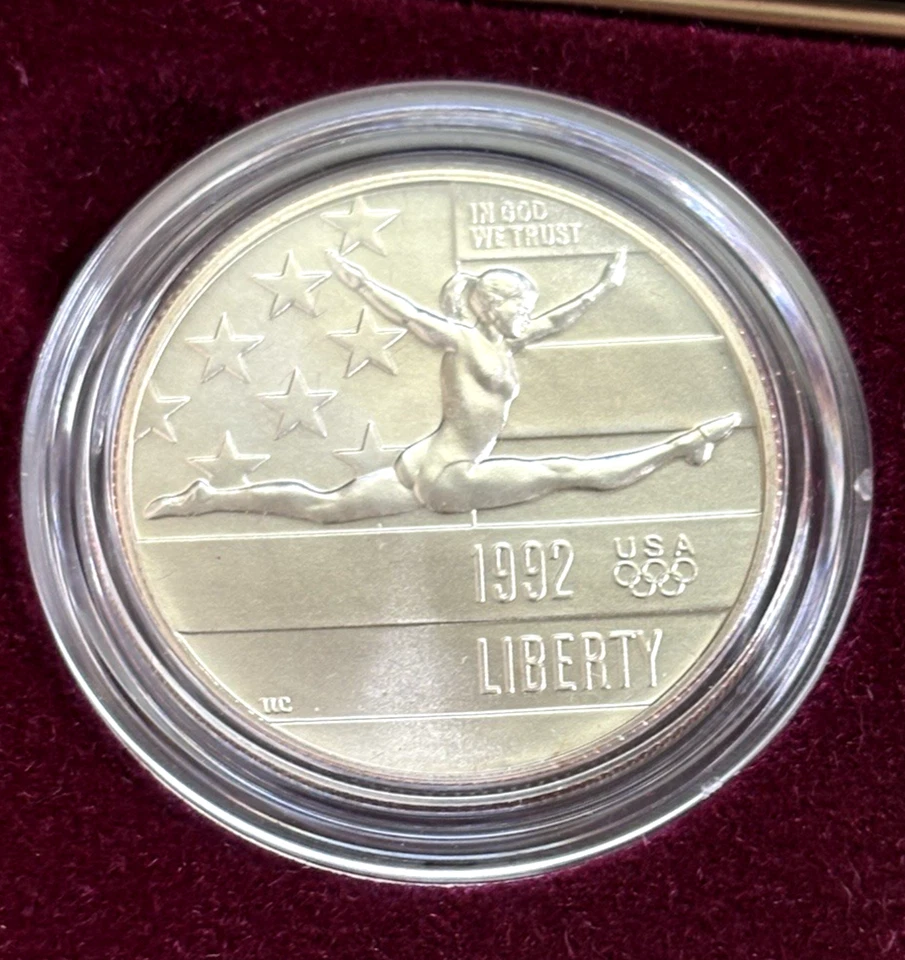 IN GOD
WE TRUST
1992
USA
LIBERTY